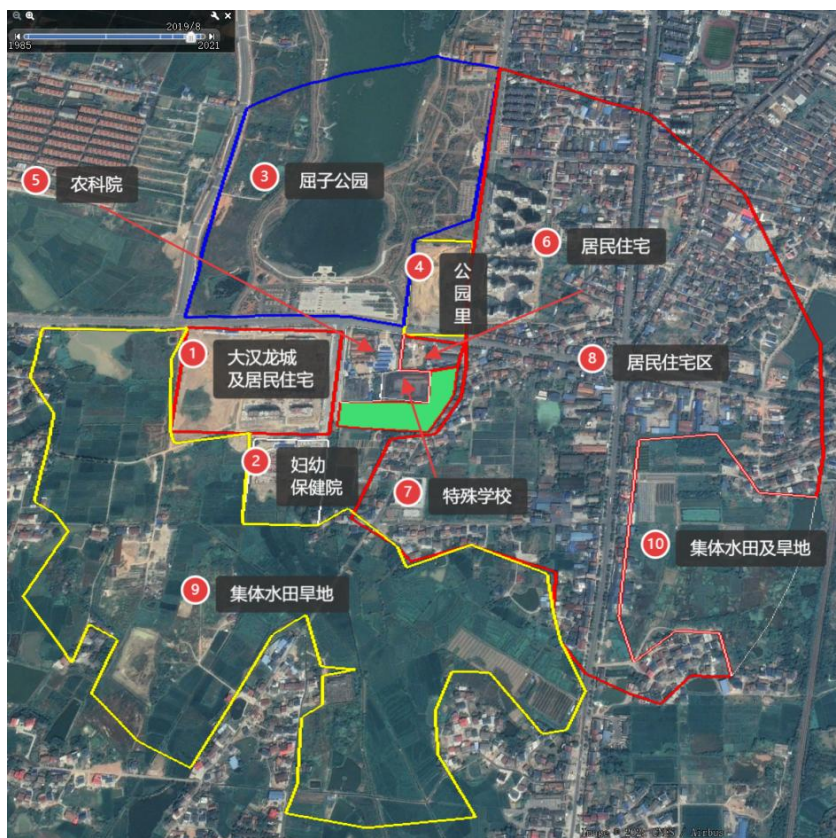 2019/8
1985
2021
5
农科院
3
屈子公园
4
公
园
里
6
居民住宅
1
大汉龙城
及居民住宅
8
居民住宅区
2
妇幼
保健院
7
特殊学校
10
集体水田及旱地
9
集体水田旱地